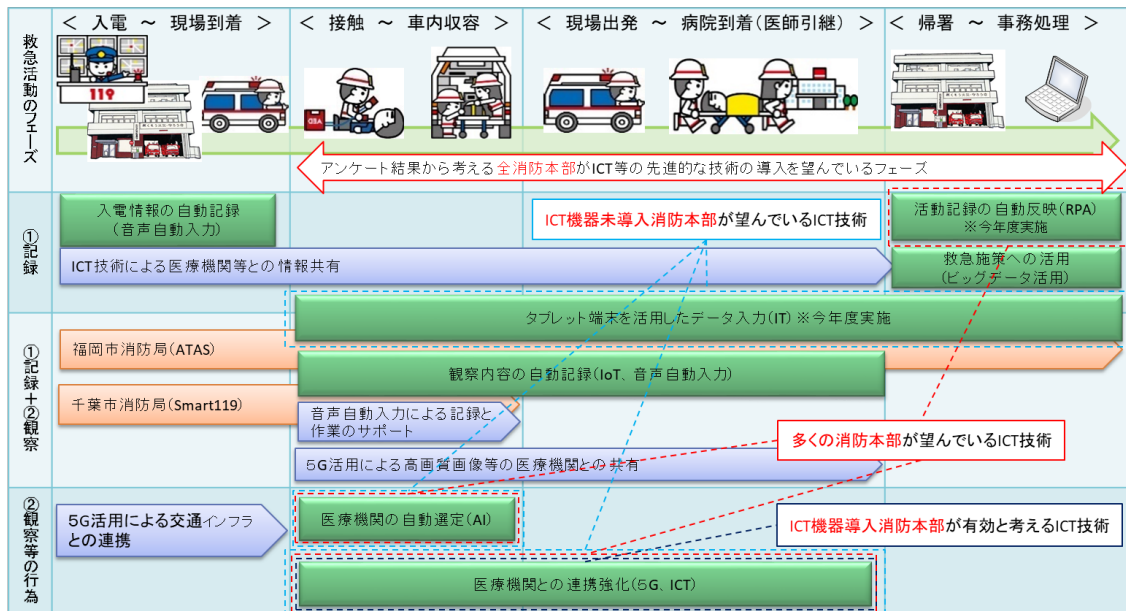 救急活動のフェーズ
< 入電 ～ 現場到着 >
< 接触 ～ 車内収容 >
< 現場出発 ～ 病院到着(医師引継) >
< 帰署 ～ 事務処理 >
119
AED
アンケート結果から考える全消防本部がICT等の先進的な技術の導入を望んでいるフェーズ
①記録
入電情報の自動記録
(音声自動入力)
ICT機器未導入消防本部が望んでいるICT技術
活動記録の自動反映(RPA)
※今年度実施
ICT技術による医療機関等との情報共有
救急施策への活用
(ビッグデータ活用)
タブレット端末を活用したデータ入力(IT) ※今年度実施
①記録+②観察
福岡市消防局(ATAS)
観察内容の自動記録(IoT、音声自動入力)
千葉市消防局(Smart119)
音声自動入力による記録と
作業のサポート
多くの消防本部が望んでいるICT技術
5G活用による高画質画像等の医療機関との共有
②観察等の行為
5G活用による交通インフラ
との連携
医療機関の自動選定(AI)
ICT機器導入消防本部が有効と考えるICT技術
医療機関との連携強化(5G、ICT)